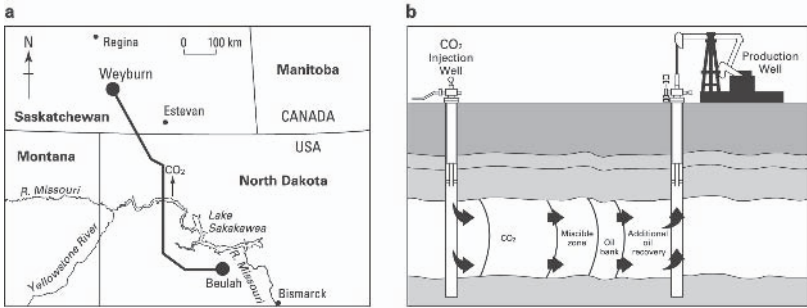 a
N
Regina
0 100 km
Weyburn
Manitoba
Saskatchewan
Estevan
CANADA
USA
Montana
CO₂
North Dakota
R. Missouri
Lake
Sakakawea
Yellowstone River
R. Missouri
Beulah
Bismarck
b
CO₂
Injection
Well
Production
Well
CO₂
Miscible
zone
Oil
bank
Additional
oil
recovery